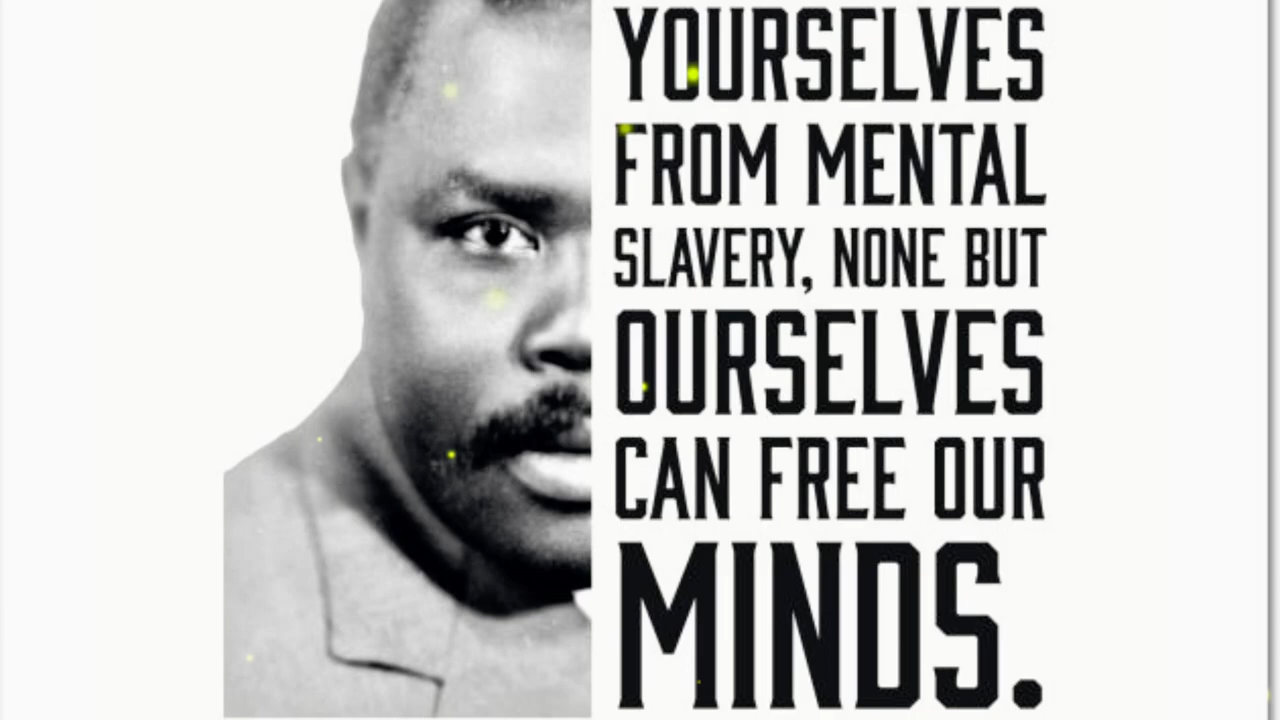 YOURSELVES
FROM MENTAL
SLAVERY, NONE BUT
OURSELVES
CAN FREE OUR
MINDS.